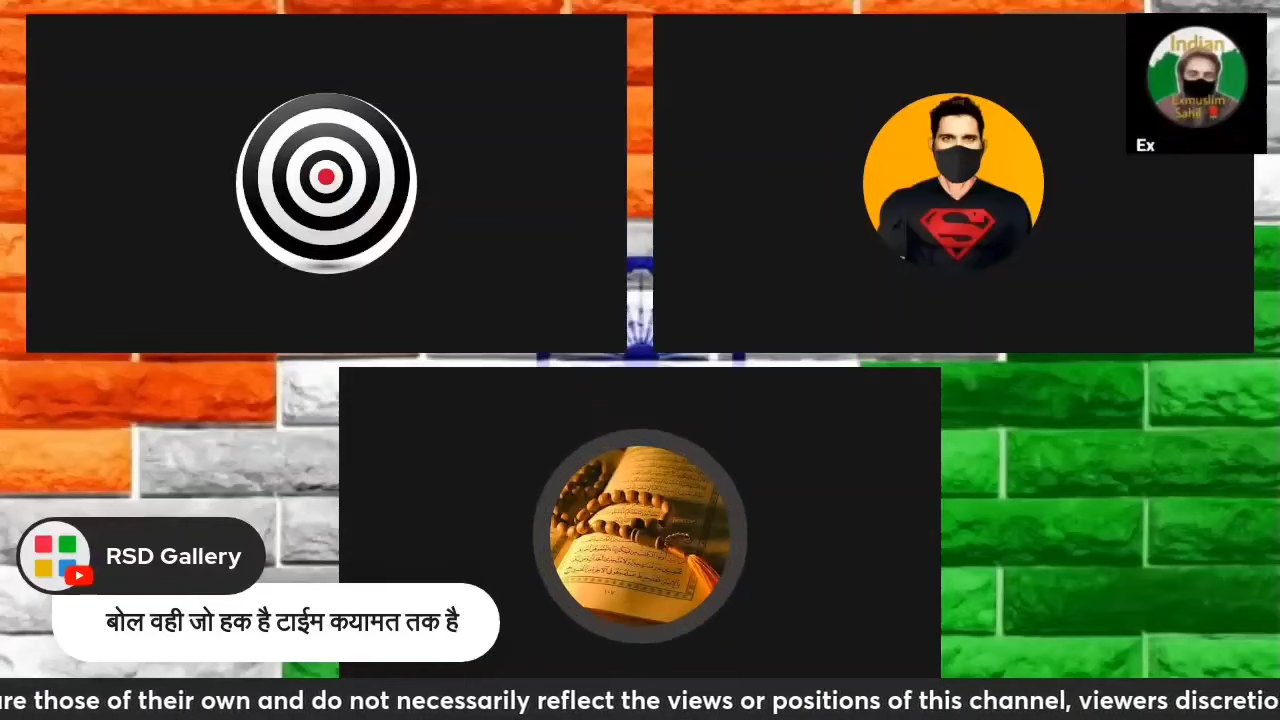 Indian
Exmuslim
Sahil
Ex
RSD Gallery
बोल वही जो हक है टाईम कयामत तक है
are those of their own and do not necessarily reflect the views or positions of this channel, viewers discretio